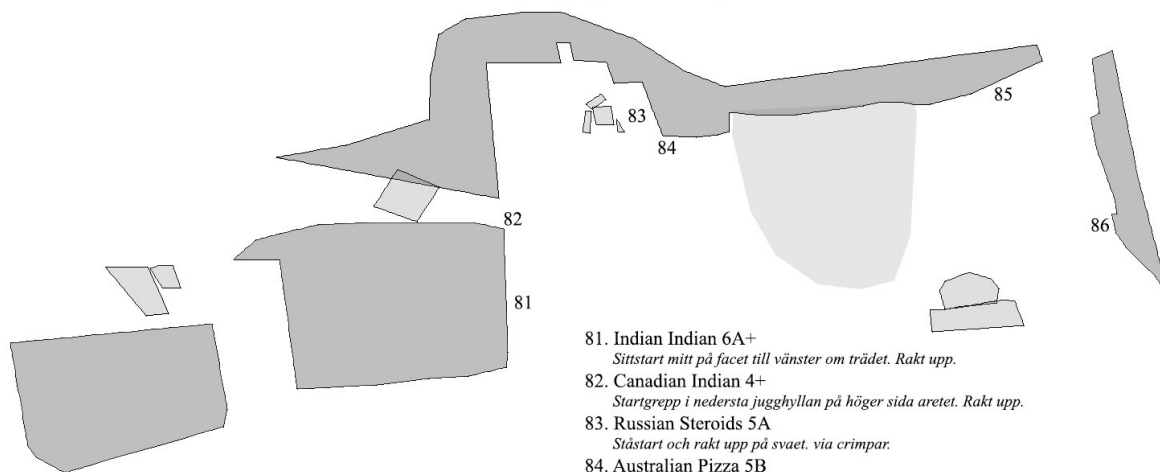 83
85
84
86
82
81
81. Indian Indian 6A+
Sittstart mitt på facet till vänster om trädet. Rakt upp.
82. Canadian Indian 4+
Startgrepp i nedersta jugghyllan på höger sida aretet. Rakt upp.
83. Russian Steroids 5A
Ståstart och rakt upp på svaet. via crimpar.
84. Australian Pizza 5B